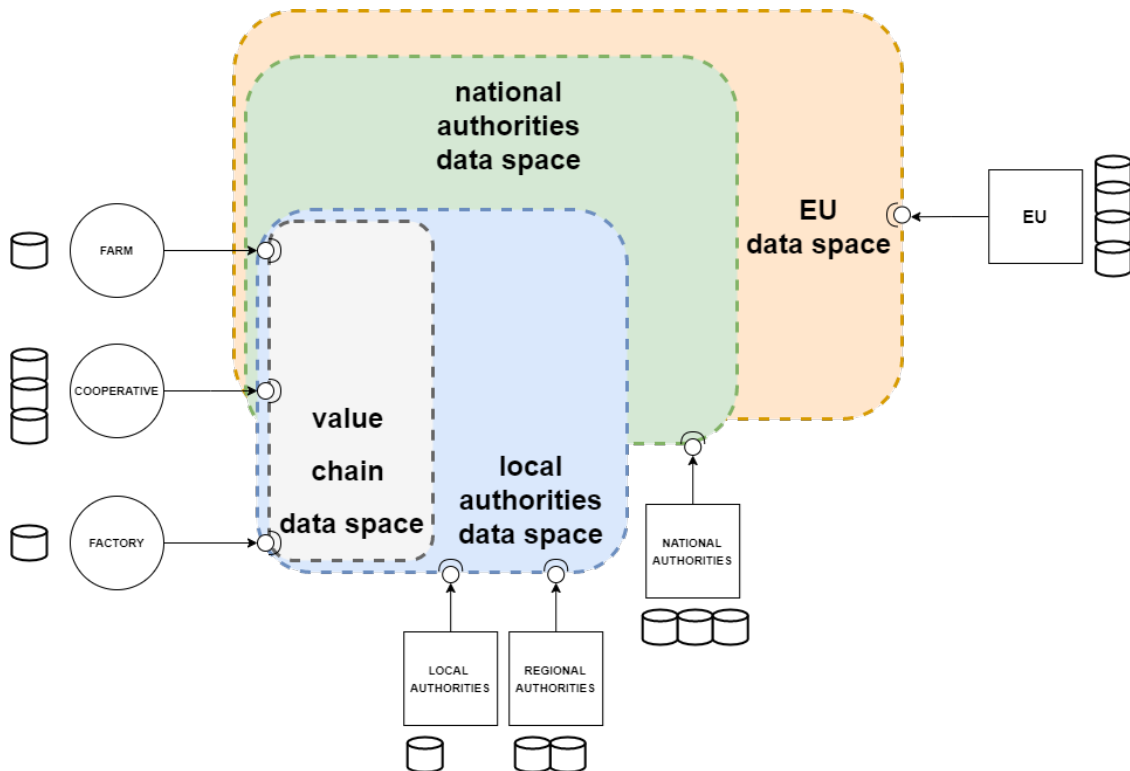 national
authorities
data space
EU
data space
EU
FARM
COOPERATIVE
value
chain
data space
local
authorities
data space
FACTORY
NATIONAL
AUTHORITIES
LOCAL
AUTHORITIES
REGIONAL
AUTHORITIES